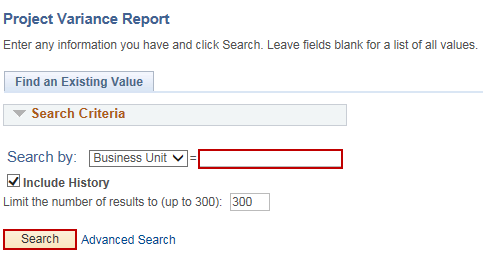 Project Variance Report
Enter any information you have and click Search. Leave fields blank for a list of all values.
Find an Existing Value
Search Criteria
Search by: Business Unit =
Include History
Limit the number of results to (up to 300): 300
Search Advanced Search